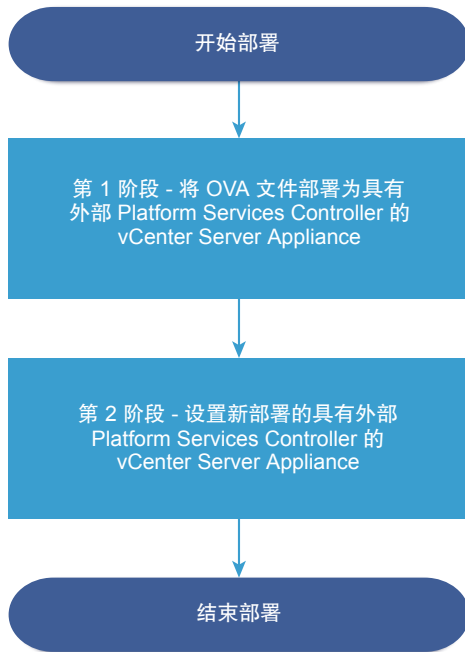 开始部署
第 1 阶段 - 将 OVA 文件部署为具有
外部 Platform Services Controller 的
vCenter Server Appliance
第 2 阶段 - 设置新部署的具有外部
Platform Services Controller 的
vCenter Server Appliance
结束部署